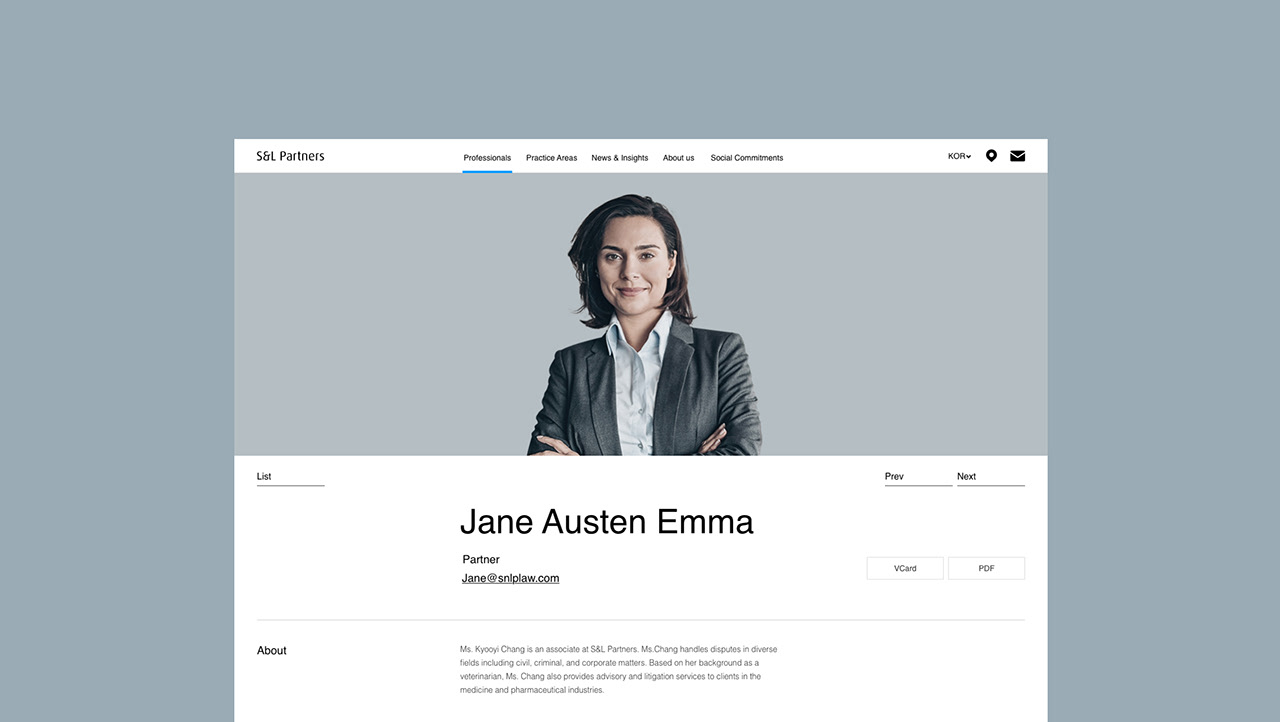 S&L Partners
Professionals
Practice Areas
News & Insights
About us
Social Commitments
KOR
List
Prev
Next
Jane Austen Emma
Partner
Jane@snlplaw.com
VCard
PDF
About
Ms. Kyooyi Chang is an associate at S&L Partners. Ms.Chang handles disputes in diverse
fields including civil, criminal, and corporate matters. Based on her background as a
veterinarian, Ms. Chang also provides advisory and litigation services to clients in the
medicine and pharmaceutical industries.